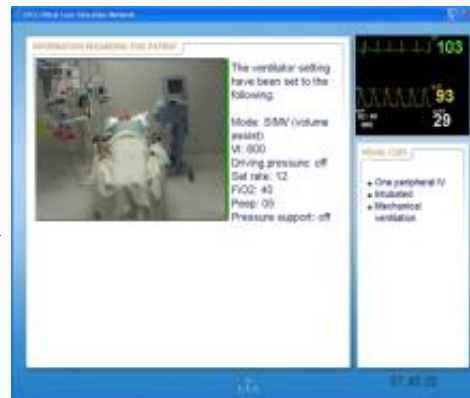 INFORMATION REGARDING THE PATIENT
The ventilator setting
have been set to the
following:
Mode: SIMV (volume
assist)
Vt: 600
Driving pressure: off
Set rate: 12
FiO2: 40
Peep: 05
Pressure support: off
103
93
29
VISUAL CUES
One peripheral IV
Intubated
Mechanical
ventilation